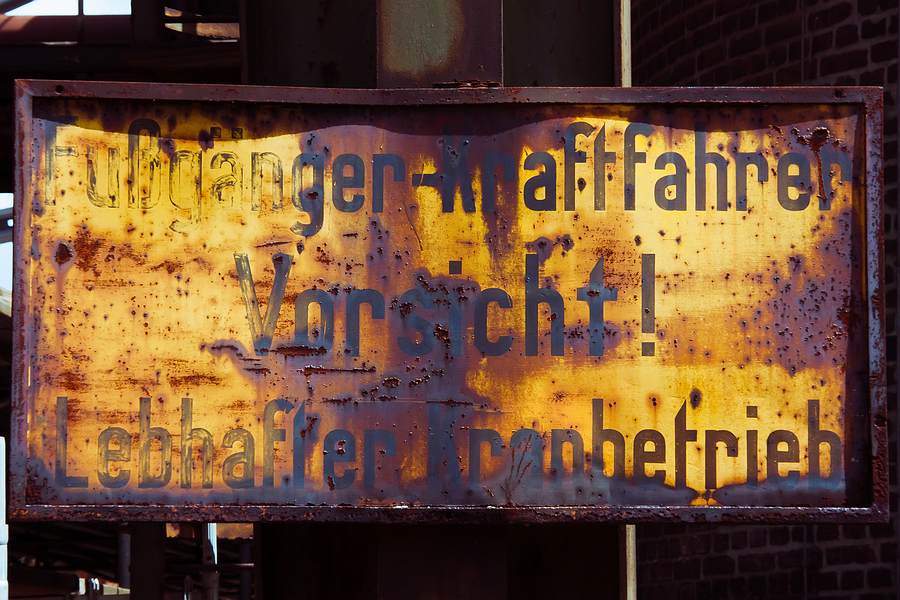 Fußgänger-Kraftfahrer
Vorsicht!
Lebhafter Kranbetrieb